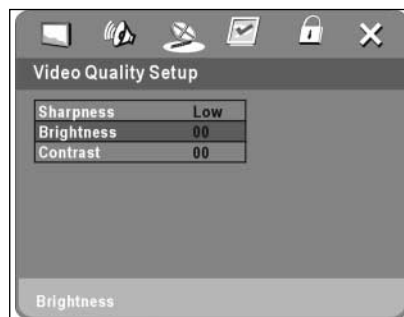 Video Quality Setup
Sharpness Low
Brightness 00
Contrast 00
Brightness